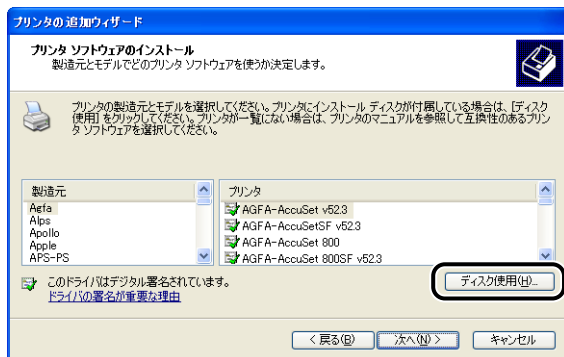 プリンタの追加ウィザード
プリンタ ソフトウェアのインストール
製造元とモデルでどのプリンタ ソフトウェアを使うか決定します。
プリンタの製造元とモデルを選択してください。プリンタにインストール ディスクが付属している場合は、[ディスク
使用] をクリックしてください。プリンタが一覧にない場合は、プリンタのマニュアルを参照して互換性のあるプリン
タ ソフトウェアを選択してください。
製造元
Agfa
Alps
Apollo
Apple
APS-PS
プリンタ
AGFA-AccuSet v52.3
AGFA-AccuSetSF v52.3
AGFA-AccuSet 800
AGFA-AccuSet 800SF v52.3
このドライバはデジタル署名されています。
ドライバの署名が重要な理由
ディスク使用(H)...
< 戻る(B)
次へ(N) >
キャンセル